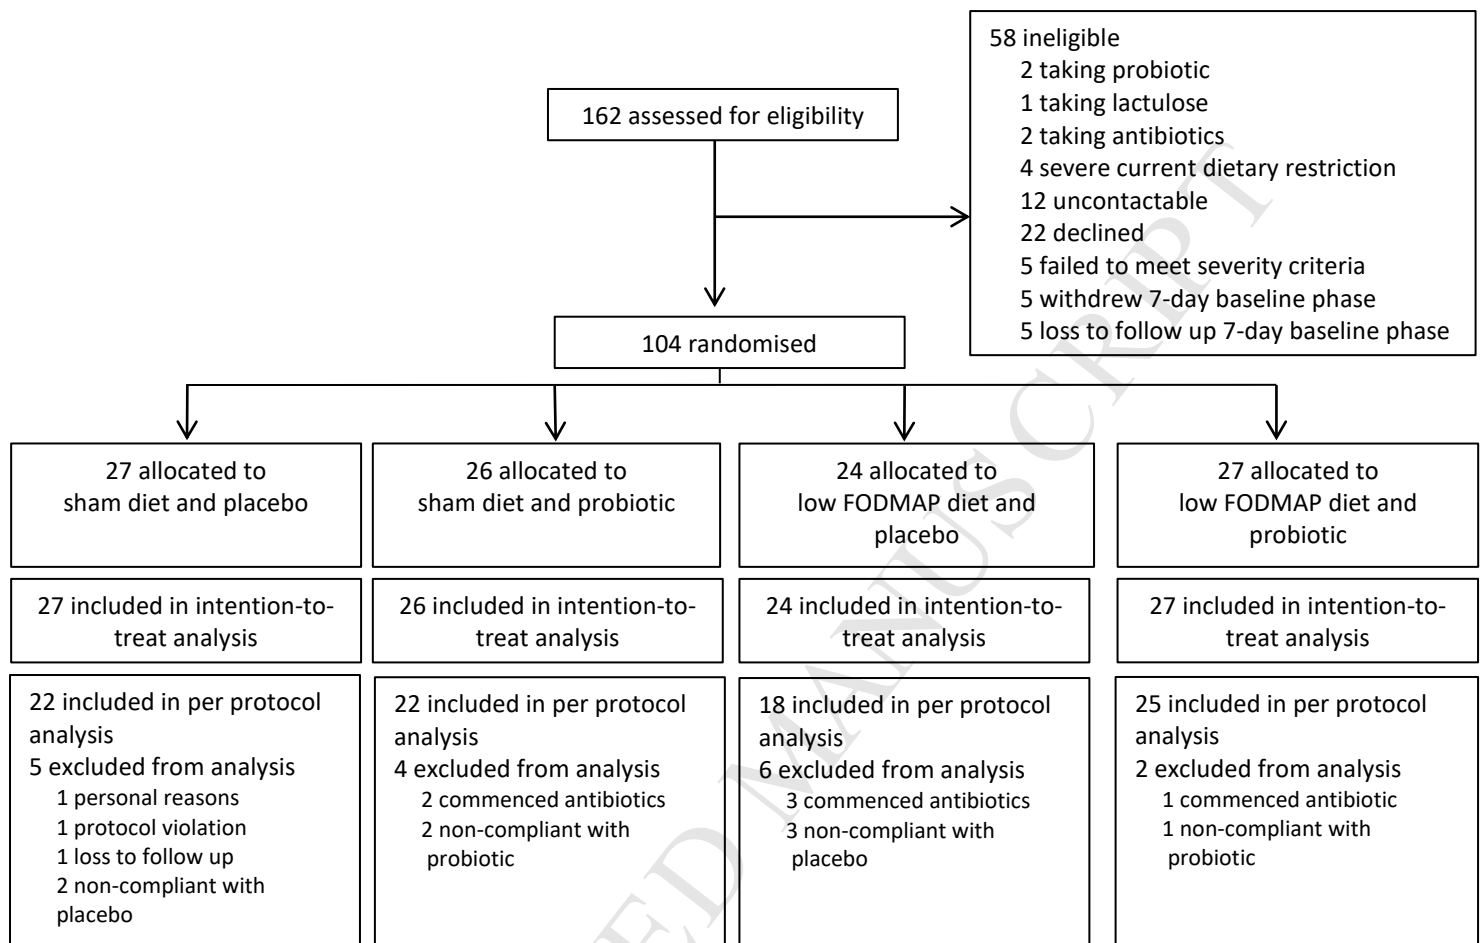 162 assessed for eligibility
58 ineligible
2 taking probiotic
1 taking lactulose
2 taking antibiotics
4 severe current dietary restriction
12 uncontactable
22 declined
5 failed to meet severity criteria
5 withdrew 7-day baseline phase
5 loss to follow up 7-day baseline phase
104 randomised
27 allocated to
sham diet and placebo
26 allocated to
sham diet and probiotic
24 allocated to
low FODMAP diet and
placebo
27 allocated to
low FODMAP diet and
probiotic
27 included in intention-to-
treat analysis
26 included in intention-to-
treat analysis
24 included in intention-to-
treat analysis
27 included in intention-to-
treat analysis
22 included in per protocol
analysis
5 excluded from analysis
1 personal reasons
1 protocol violation
1 loss to follow up
2 non-compliant with
placebo
22 included in per protocol
analysis
4 excluded from analysis
2 commenced antibiotics
2 non-compliant with
probiotic
18 included in per protocol
analysis
6 excluded from analysis
3 commenced antibiotics
3 non-compliant with
placebo
25 included in per protocol
analysis
2 excluded from analysis
1 commenced antibiotic
1 non-compliant with
probiotic
ED MANUSCRIPT